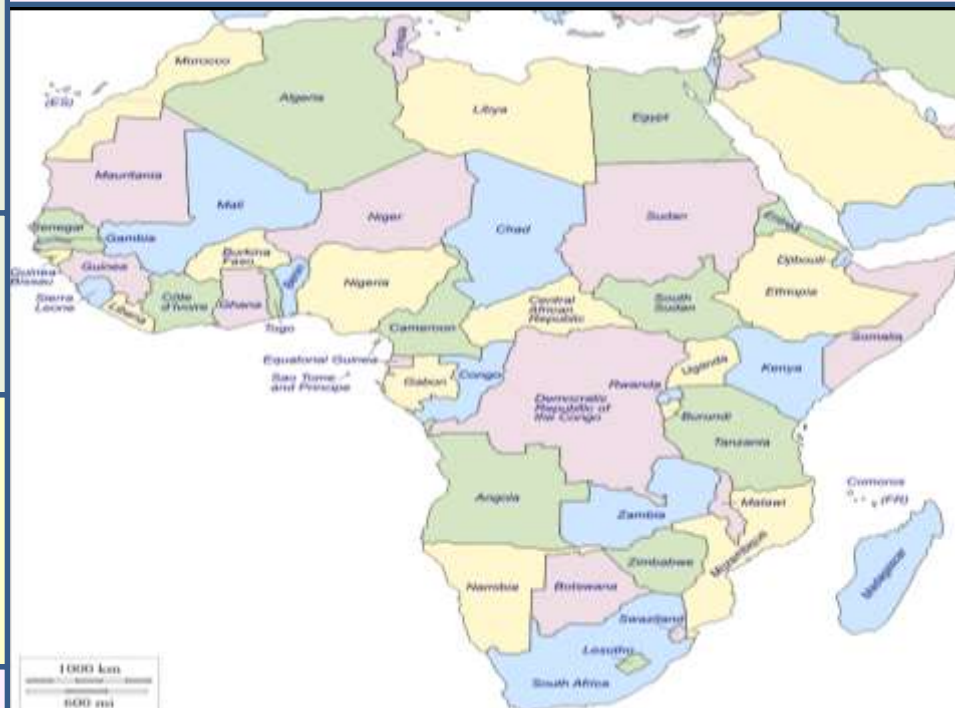 Morocco
Tunisia
(ES)
Algeria
Libya
Egypt
Mauritania
Mali
Niger
Chad
Sudan
Eritrea
Senegal
Gambia
Burkina
Faso
Djibouti
Guinea
Bissau
Guinea
Benin
Nigeria
Ethiopia
Sierra
Leone
Liberia
Côte
d'Ivoire
Ghana
Togo
Central
African
Republic
South
Sudan
Somalia
Cameroon
Equatorial Guinea
Sao Tome
and Principe
Gabon
Congo
Uganda
Kenya
Rwanda
Democratic
Republic of
the Congo
Burundi
Tanzania
Comoros
(FR)
Angola
Zambia
Malawi
Mozambique
Madagascar
Zimbabwe
Namibia
Botswana
Swaziland
Lesotho
South Africa
1000 km
600 mi